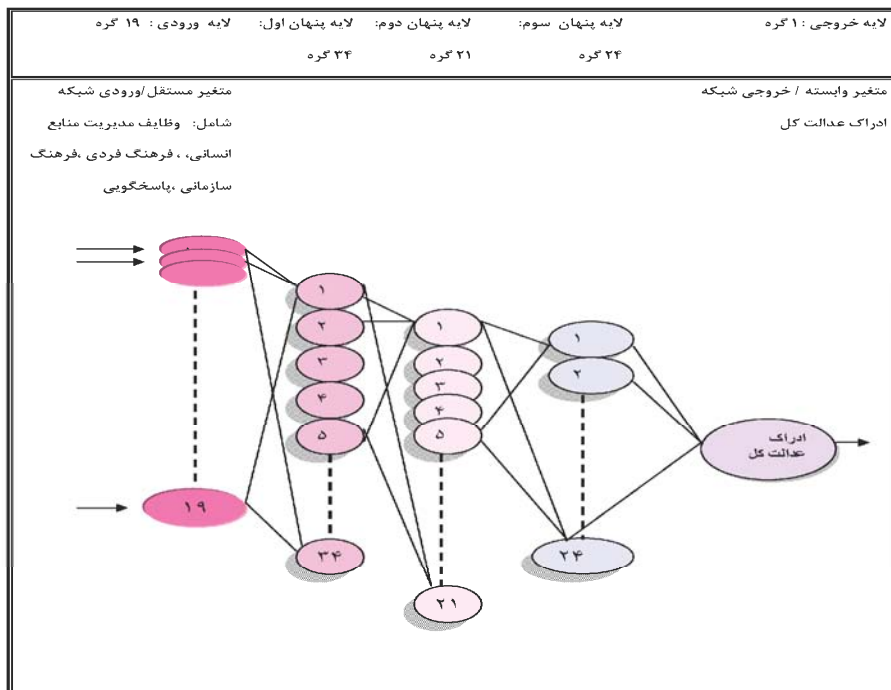 لایه ورودی : ۱۹ گره
لایه پنهان اول:
۳۴ گره
لایه پنهان دوم:
۲۱ گره
لایه پنهان سوم:
۲۴ گره
لایه خروجی : ۱ گره
متغیر مستقل/ورودی شبکه
شامل: وظایف مدیریت منابع
انسانی، ، فرهنگ فردی ،فرهنگ
سازمانی ،پاسخگویی
متغیر وابسته / خروجی شبکه
ادراک عدالت کل
۱۹
۱
۲
۳
۴
۵
۳۴
۱
۲
۳
۴
۵
۲۱
۱
۲
۲۴
ادراک
عدالت کل